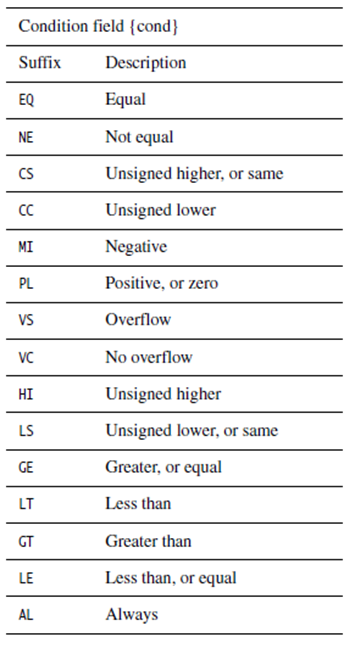 Condition field {cond}
Suffix Description
EQ Equal
NE Not equal
CS Unsigned higher, or same
CC Unsigned lower
MI Negative
PL Positive, or zero
VS Overflow
VC No overflow
HI Unsigned higher
LS Unsigned lower, or same
GE Greater, or equal
LT Less than
GT Greater than
LE Less than, or equal
AL Always